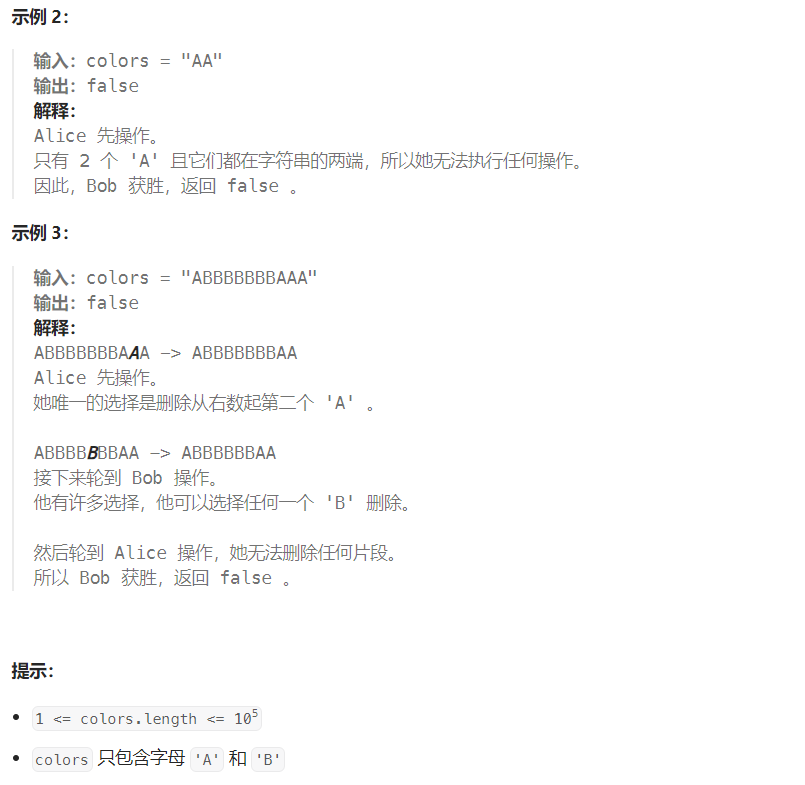 示例 2：
输入：colors = "AA"
输出：false
解释：
Alice 先操作。
只有 2 个 'A' 且它们都在字符串的两端，所以她无法执行任何操作。
因此，Bob 获胜，返回 false 。
示例 3：
输入：colors = "ABBBBBBBAAA"
输出：false
解释：
ABBBBBBBAAA -> ABBBBBBBAA
Alice 先操作。
她唯一的选择是删除从右数起第二个 'A' 。
ABBBBBBBAA -> ABBBBBBAA
接下来轮到 Bob 操作。
他有许多选择，他可以选择任何一个 'B' 删除。
然后轮到 Alice 操作，她无法删除任何片段。
所以 Bob 获胜，返回 false 。
提示：
• 1 <= colors.length <= 10⁵
• colors 只包含字母 'A' 和 'B'